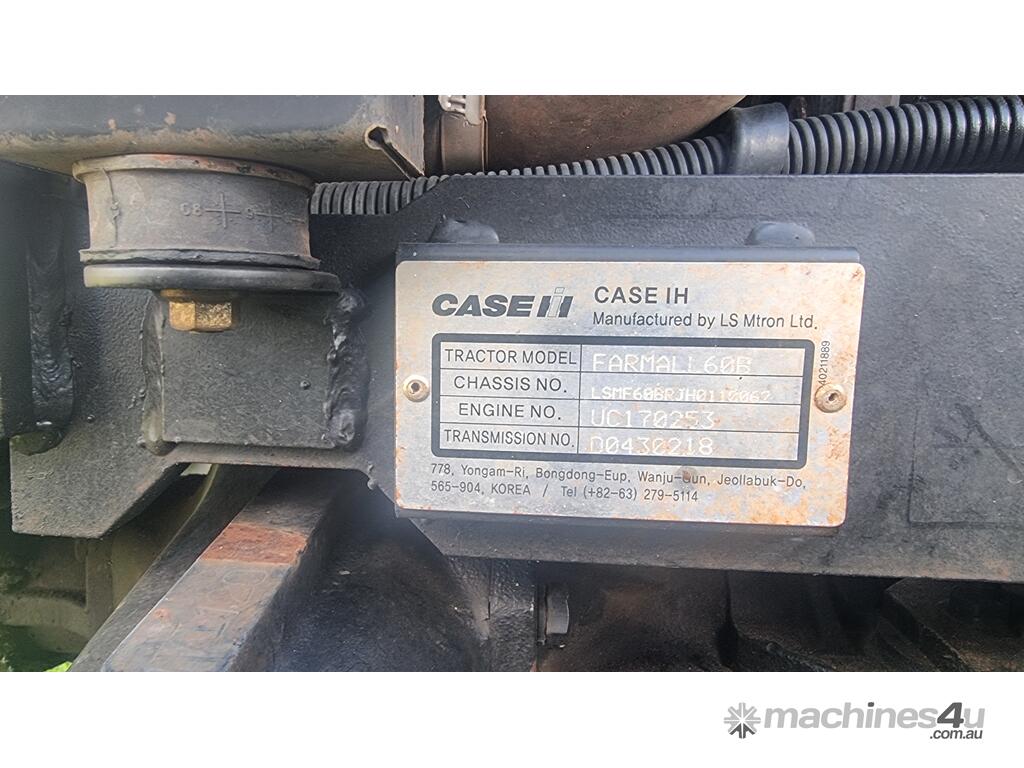 CASE IH CASE IH
Manufactured by LS Mtron Ltd.
TRACTOR MODEL FARMALL60B
CHASSIS NO.
ENGINE NO. UC170253
TRANSMISSION NO. D0430218
40211889
778, Yongam-Ri, Bongdong-Eup, Wanju-Gun, Jeollabuk-Do,
565-904, KOREA / Tel (+82-63) 279-5114
machines4u
.com.au